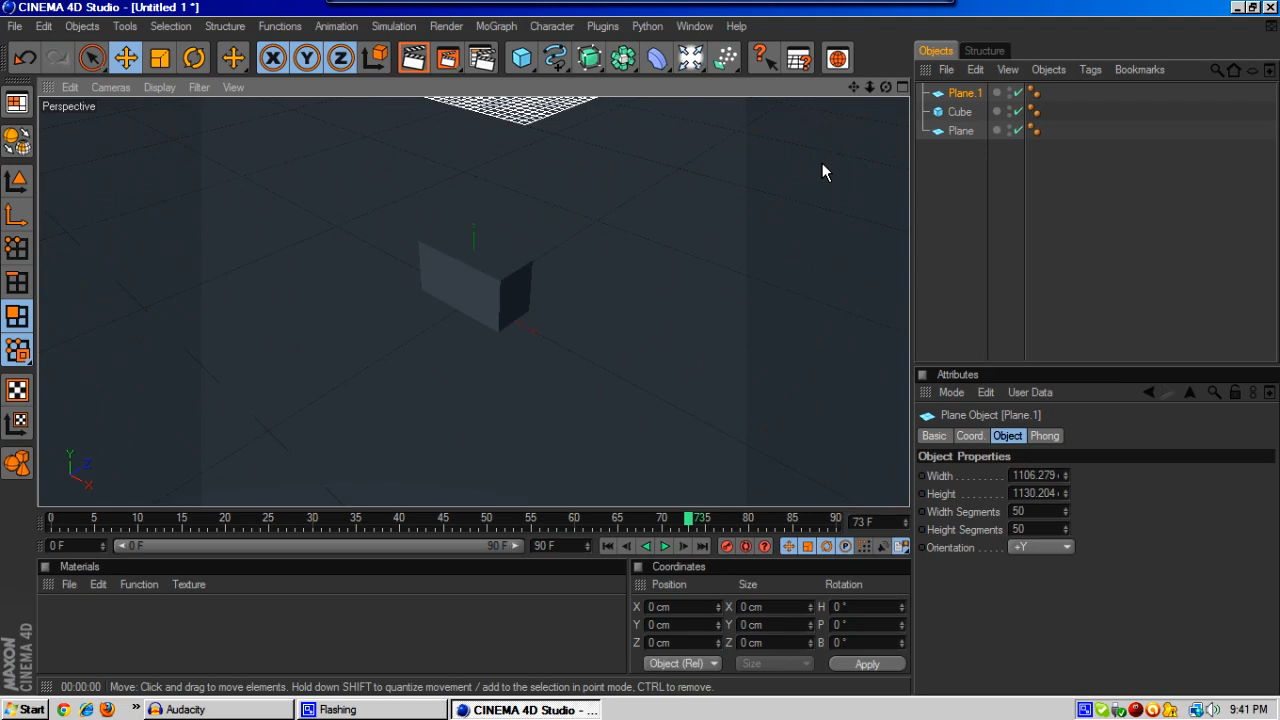 CINEMA 4D Studio - [Untitled 1 *]
File Edit Objects Tools Selection Structure Functions Animation Simulation Render MoGraph Character Plugins Python Window Help
X Y Z
Objects Structure
File Edit View Objects Tags Bookmarks
Edit Cameras Display Filter View
Perspective
Plane.1
Cube
Plane
Y
Z
X
Attributes
Mode Edit User Data
Plane Object [Plane.1]
Basic Coord. Object Phong
Object Properties
Width 1106.279
Height 1130.204
Width Segments 50
Height Segments 50
Orientation +Y
0 5 10 15 20 25 30 35 40 45 50 55 60 65 70 735 80 85 90 73 F
0 F 0 F 90 F 90 F
Materials
File Edit Function Texture
Coordinates
Position Size Rotation
X 0 cm X 0 cm H 0 °
Y 0 cm Y 0 cm P 0 °
Z 0 cm Z 0 cm B 0 °
Object (Rel) Size Apply
MAXON
CINEMA 4D
00:00:00 Move: Click and drag to move elements. Hold down SHIFT to quantize movement / add to the selection in point mode, CTRL to remove.
Start Audacity Flashing CINEMA 4D Studio - ... 9:41 PM